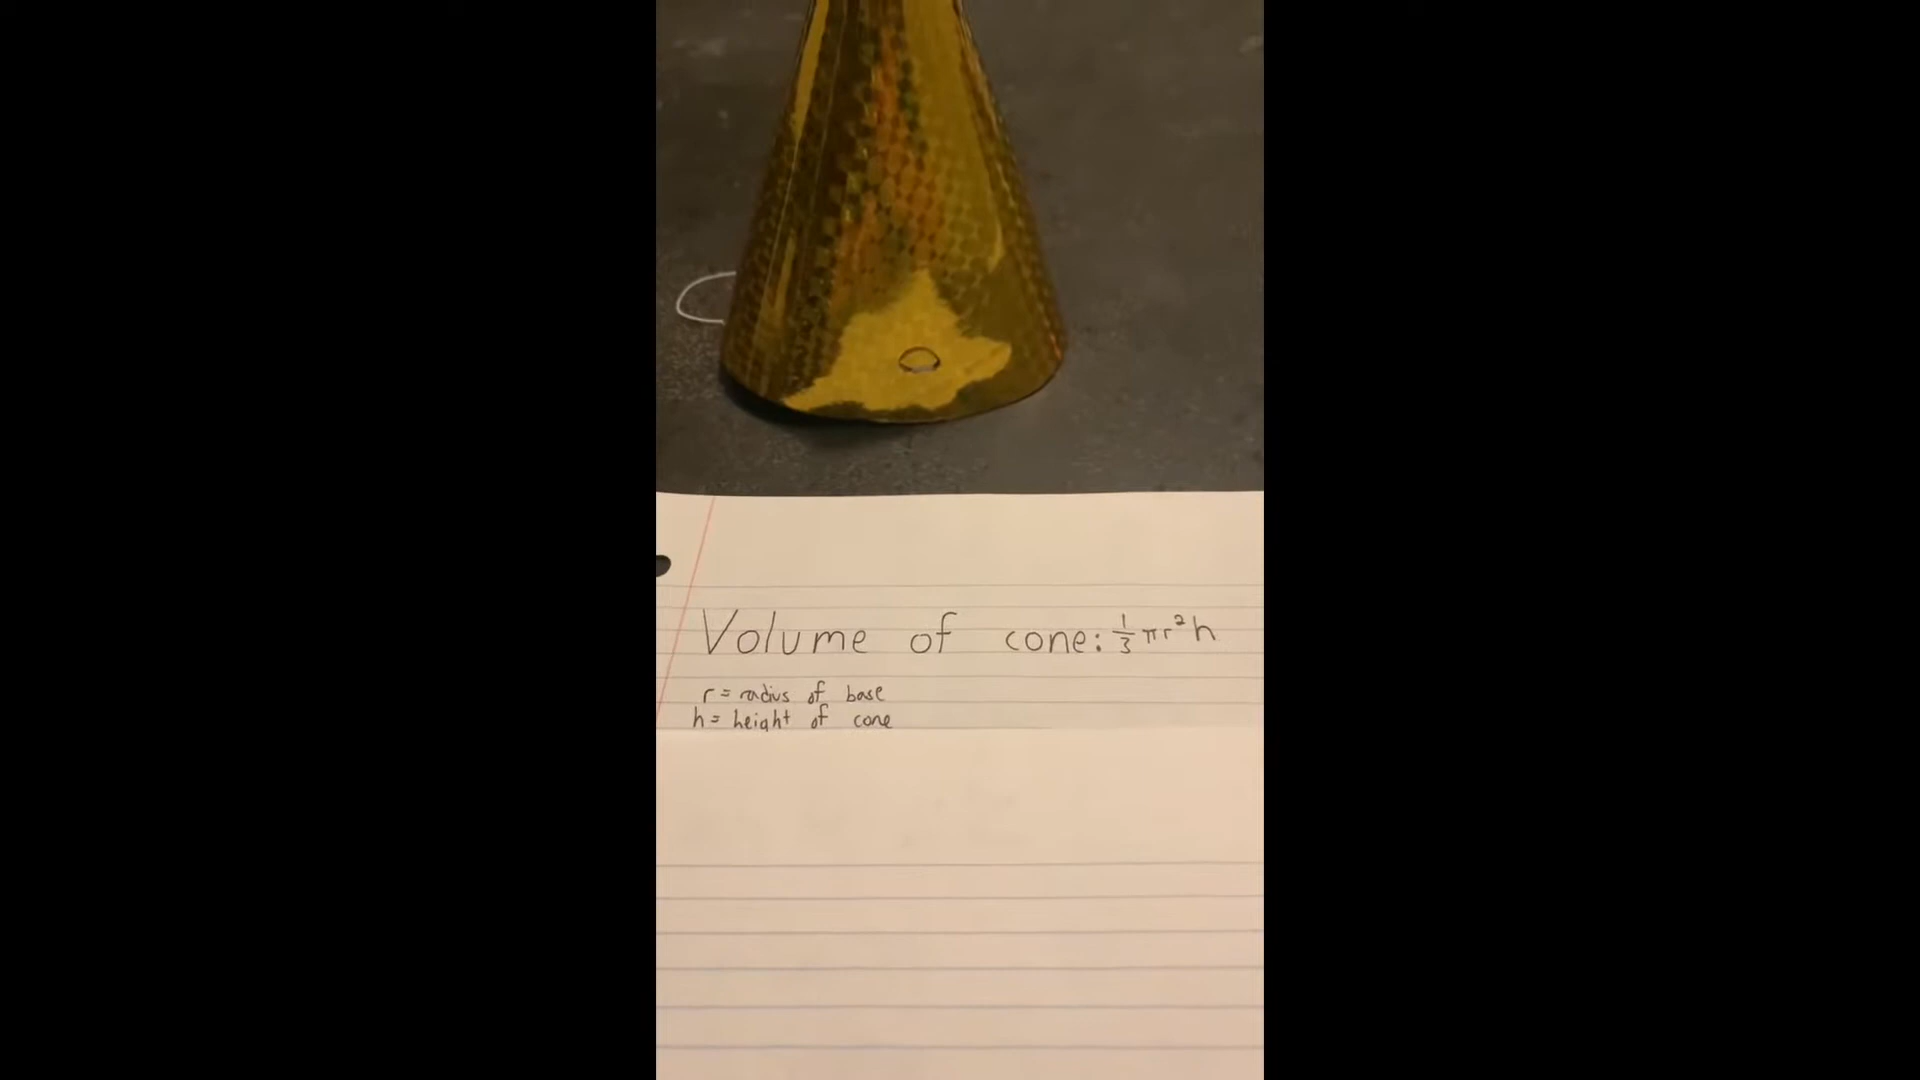 Volume of cone: 1/3 πr²h
r = radius of base
h = height of cone